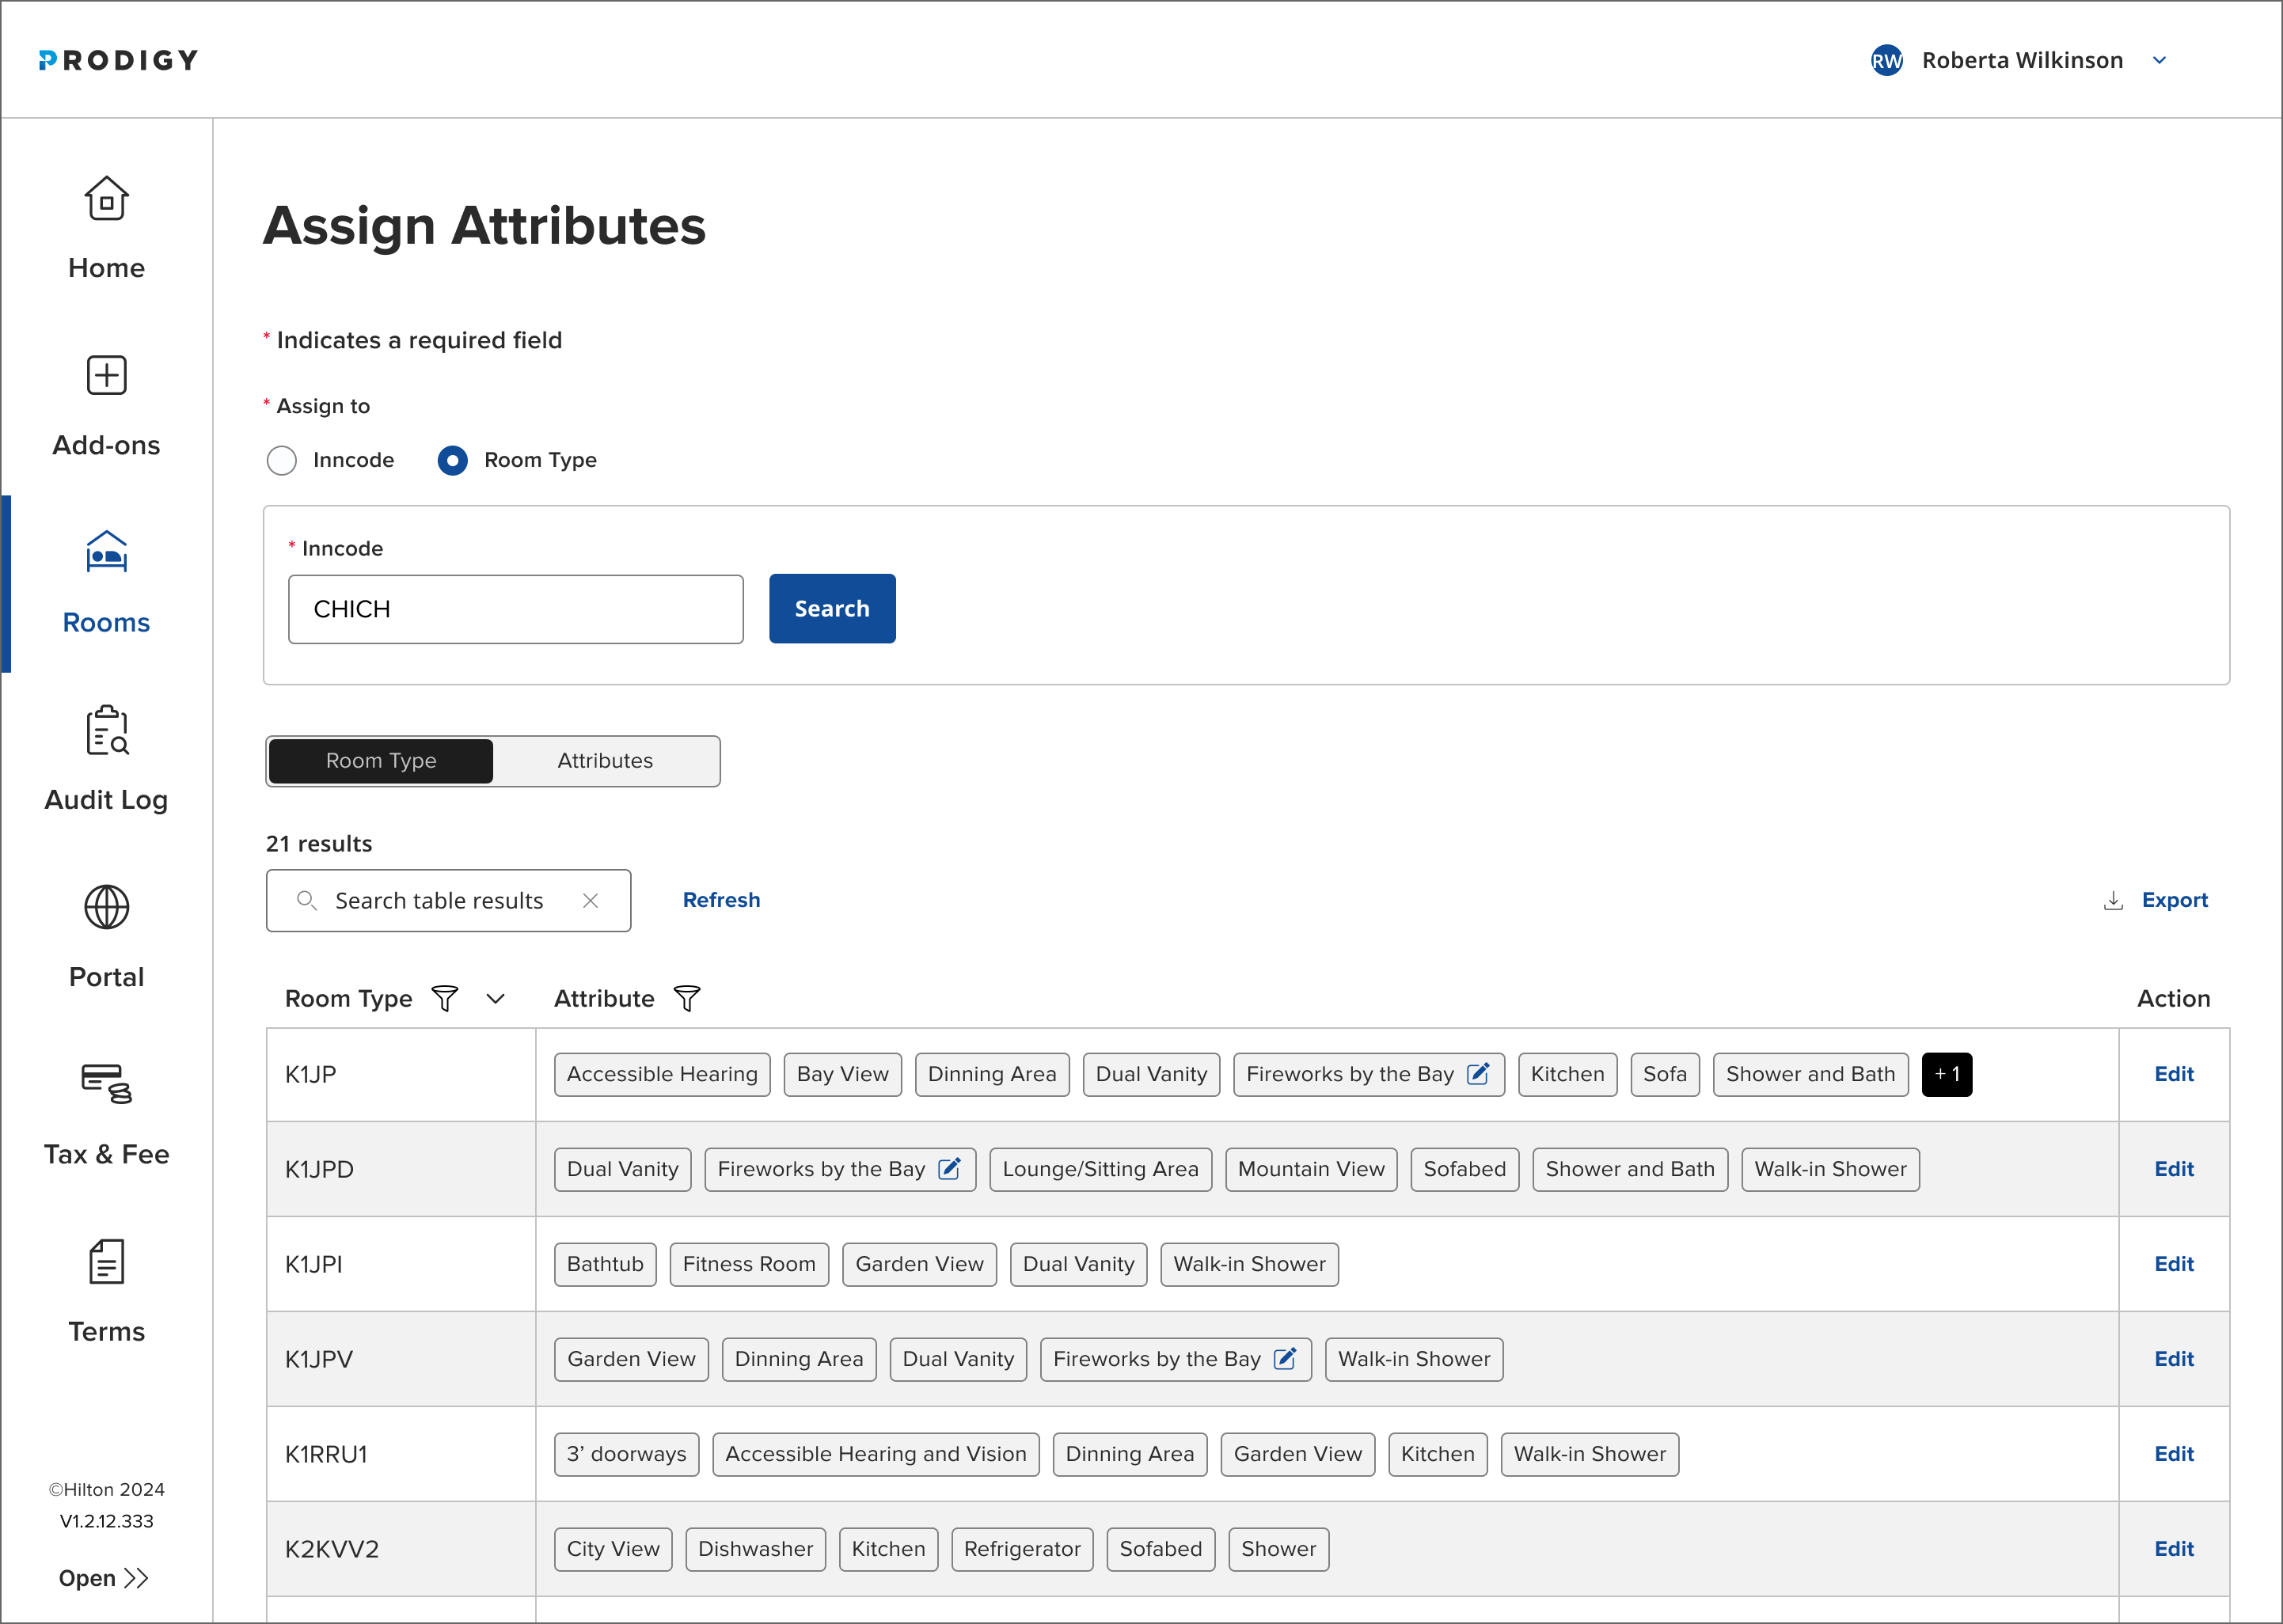 PRODIGY
RW Roberta Wilkinson
Home
Add-ons
Rooms
Audit Log
Portal
Tax & Fee
Terms
©Hilton 2024
V1.2.12.333
Open
Assign Attributes
* Indicates a required field
* Assign to
Inncode Room Type
* Inncode
CHICH Search
Room Type Attributes
21 results
Search table results Refresh Export
Room Type Attribute Action
K1JP Accessible Hearing Bay View Dinning Area Dual Vanity Fireworks by the Bay Kitchen Sofa Shower and Bath + 1 Edit
K1JPD Dual Vanity Fireworks by the Bay Lounge/Sitting Area Mountain View Sofabed Shower and Bath Walk-in Shower Edit
K1JPI Bathtub Fitness Room Garden View Dual Vanity Walk-in Shower Edit
K1JPV Garden View Dinning Area Dual Vanity Fireworks by the Bay Walk-in Shower Edit
K1RRU1 3’ doorways Accessible Hearing and Vision Dinning Area Garden View Kitchen Walk-in Shower Edit
K2KVV2 City View Dishwasher Kitchen Refrigerator Sofabed Shower Edit